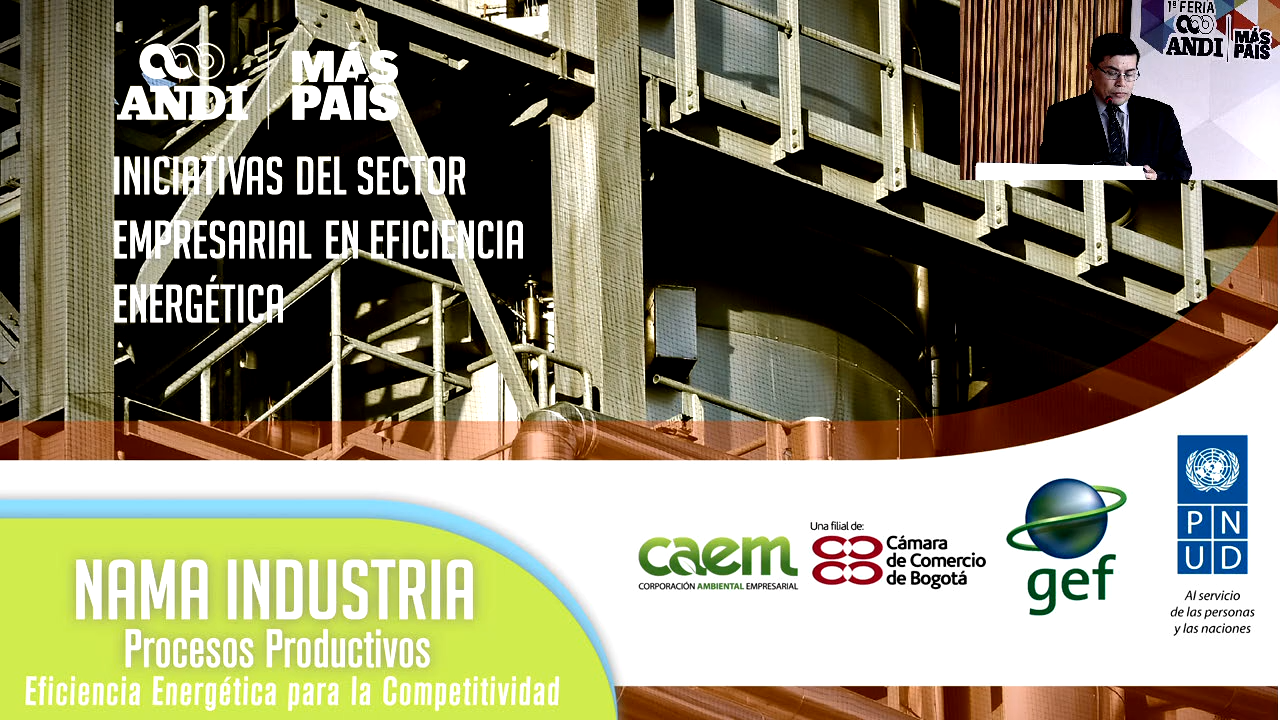 ANDI
MÁS
PAÍS
INICIATIVAS DEL SECTOR
EMPRESARIAL EN EFICIENCIA
ENERGÉTICA
1ª FERIA
ANDI
MÁS
PAÍS
caem
CORPORACIÓN AMBIENTAL EMPRESARIAL
Una filial de:
Cámara
de Comercio
de Bogotá
gef
PN
UD
Al servicio
de las personas
y las naciones
NAMA INDUSTRIA
Procesos Productivos
Eficiencia Energética para la Competitividad